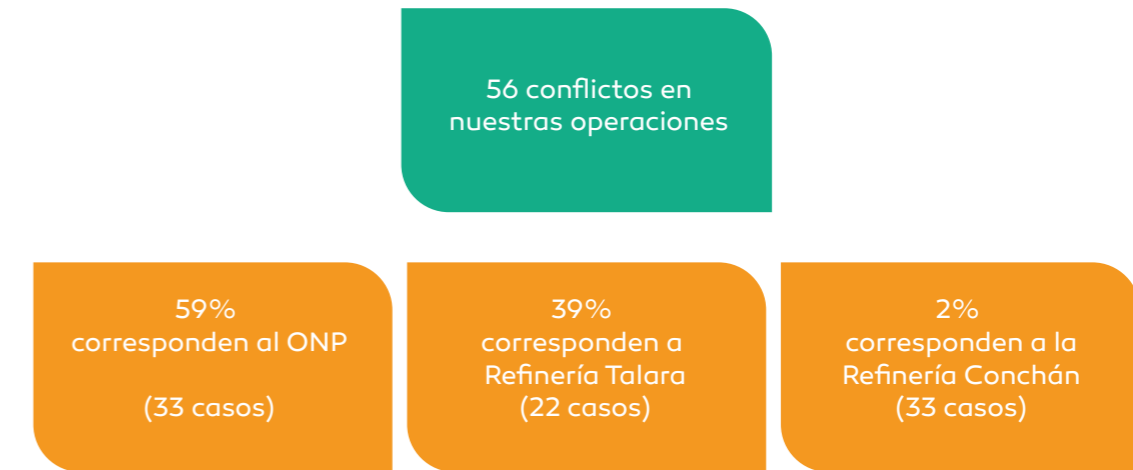 56 conflictos en
nuestras operaciones
59%
corresponden al ONP
(33 casos)
39%
corresponden a
Refinería Talara
(22 casos)
2%
corresponden a la
Refinería Conchán
(33 casos)